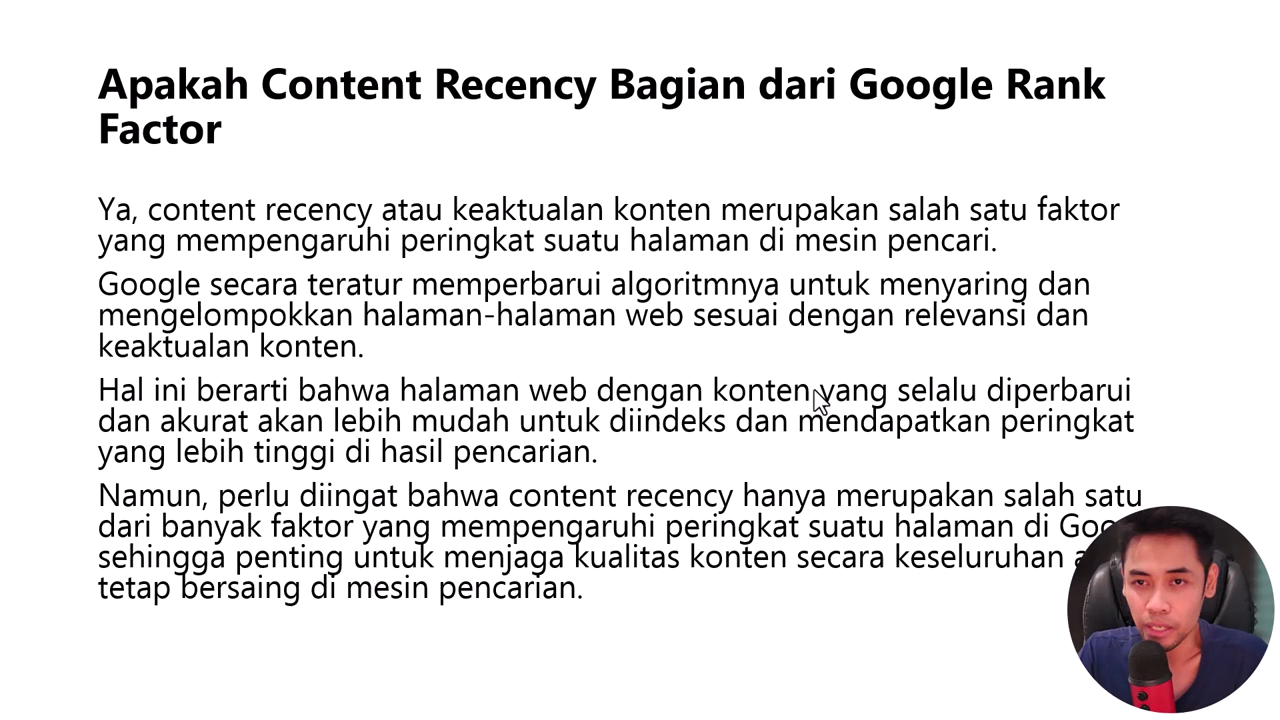 Apakah Content Recency Bagian dari Google Rank
Factor
Ya, content recency atau keaktualan konten merupakan salah satu faktor
yang mempengaruhi peringkat suatu halaman di mesin pencari.
Google secara teratur memperbarui algoritmnya untuk menyaring dan
mengelompokkan halaman-halaman web sesuai dengan relevansi dan
keaktualan konten.
Hal ini berarti bahwa halaman web dengan konten yang selalu diperbarui
dan akurat akan lebih mudah untuk diindeks dan mendapatkan peringkat
yang lebih tinggi di hasil pencarian.
Namun, perlu diingat bahwa content recency hanya merupakan salah satu
dari banyak faktor yang mempengaruhi peringkat suatu halaman di
sehingga penting untuk menjaga kualitas konten secara keseluruhan
tetap bersaing di mesin pencarian.